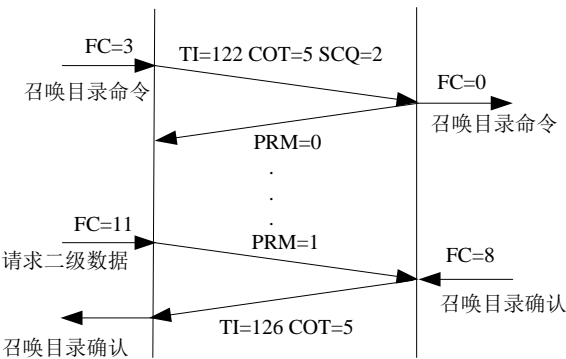 FC=3
TI=122 COT=5 SCQ=2
召唤目录命令
FC=0
召唤目录命令
PRM=0
.
.
.
FC=11
PRM=1
请求二级数据
FC=8
召唤目录确认
TI=126 COT=5
召唤目录确认